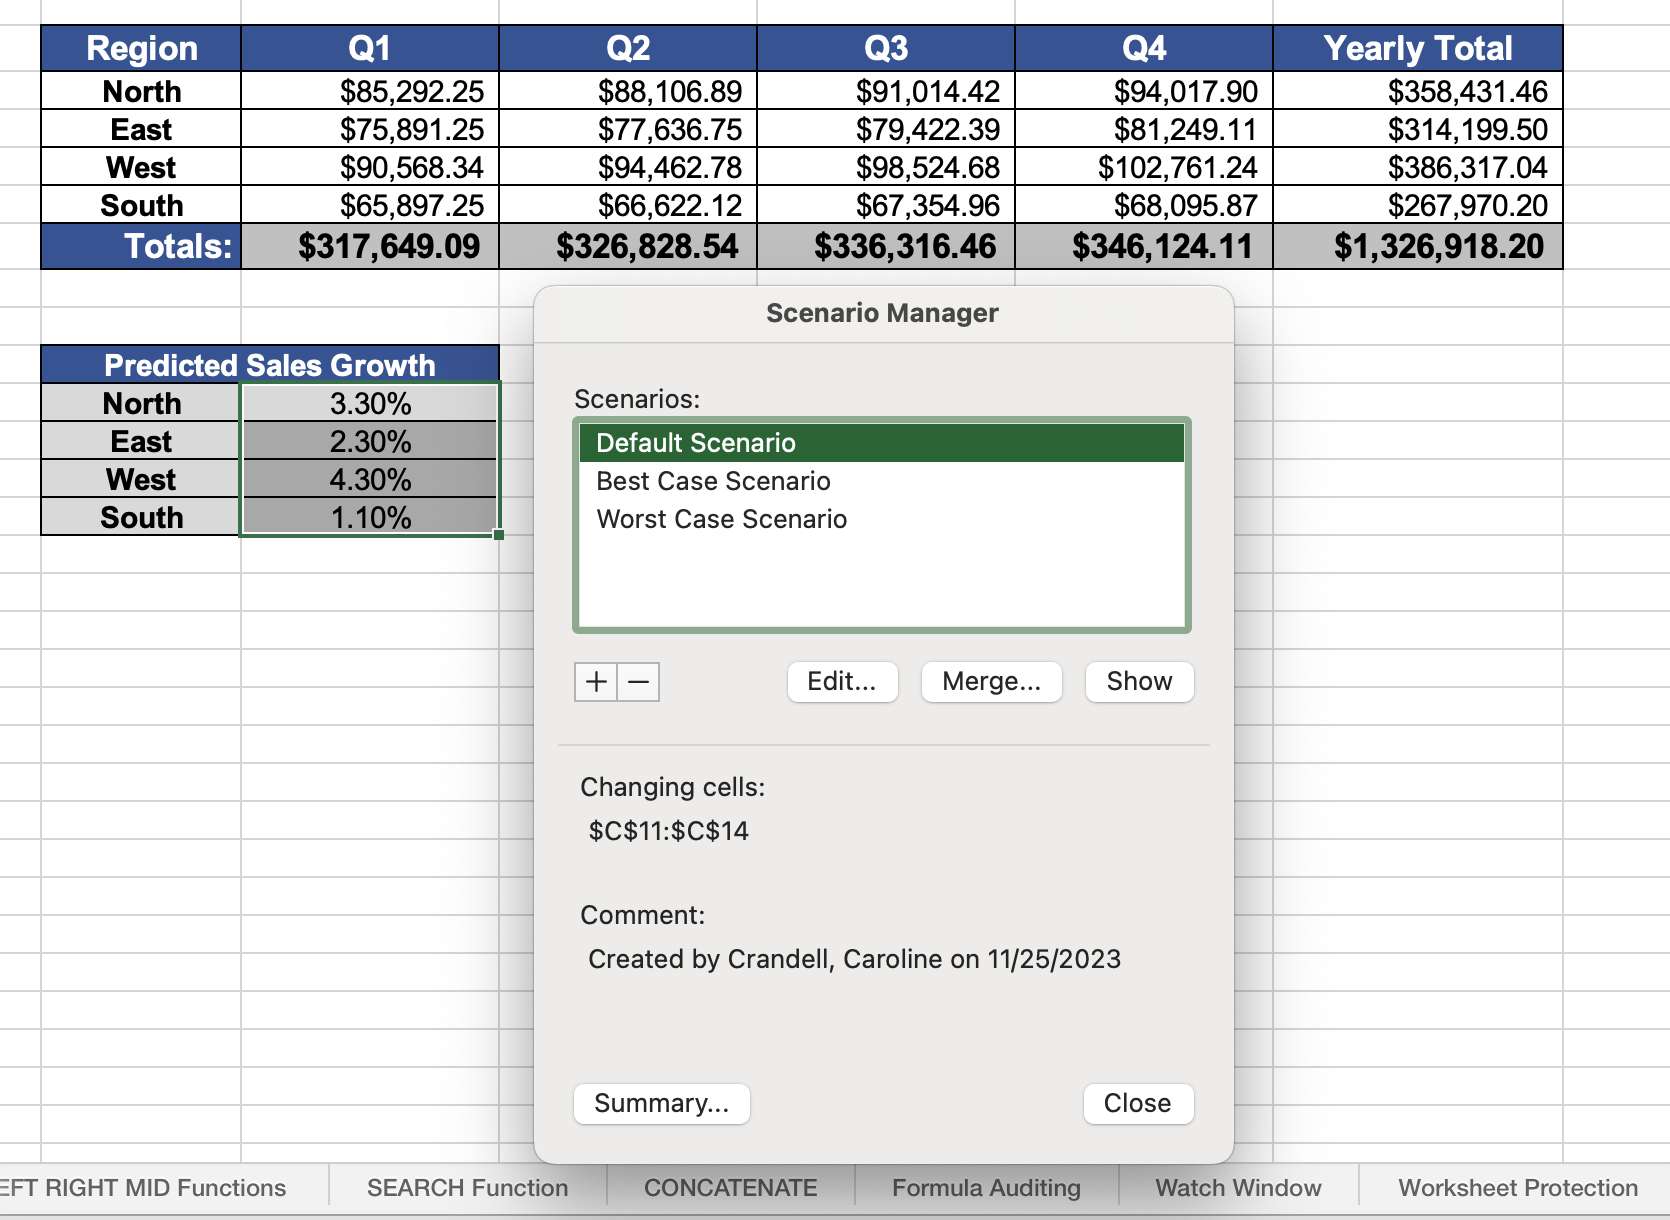 Region Q1 Q2 Q3 Q4 Yearly Total
North $85,292.25 $88,106.89 $91,014.42 $94,017.90 $358,431.46
East $75,891.25 $77,636.75 $79,422.39 $81,249.11 $314,199.50
West $90,568.34 $94,462.78 $98,524.68 $102,761.24 $386,317.04
South $65,897.25 $66,622.12 $67,354.96 $68,095.87 $267,970.20
Totals: $317,649.09 $326,828.54 $336,316.46 $346,124.11 $1,326,918.20
Predicted Sales Growth
North 3.30%
East 2.30%
West 4.30%
South 1.10%
Scenario Manager
Scenarios:
Default Scenario
Best Case Scenario
Worst Case Scenario
+ − Edit... Merge... Show
Changing cells:
$C$11:$C$14
Comment:
Created by Crandell, Caroline on 11/25/2023
Summary... Close
EFT RIGHT MID Functions SEARCH Function CONCATENATE Formula Auditing Watch Window Worksheet Protection